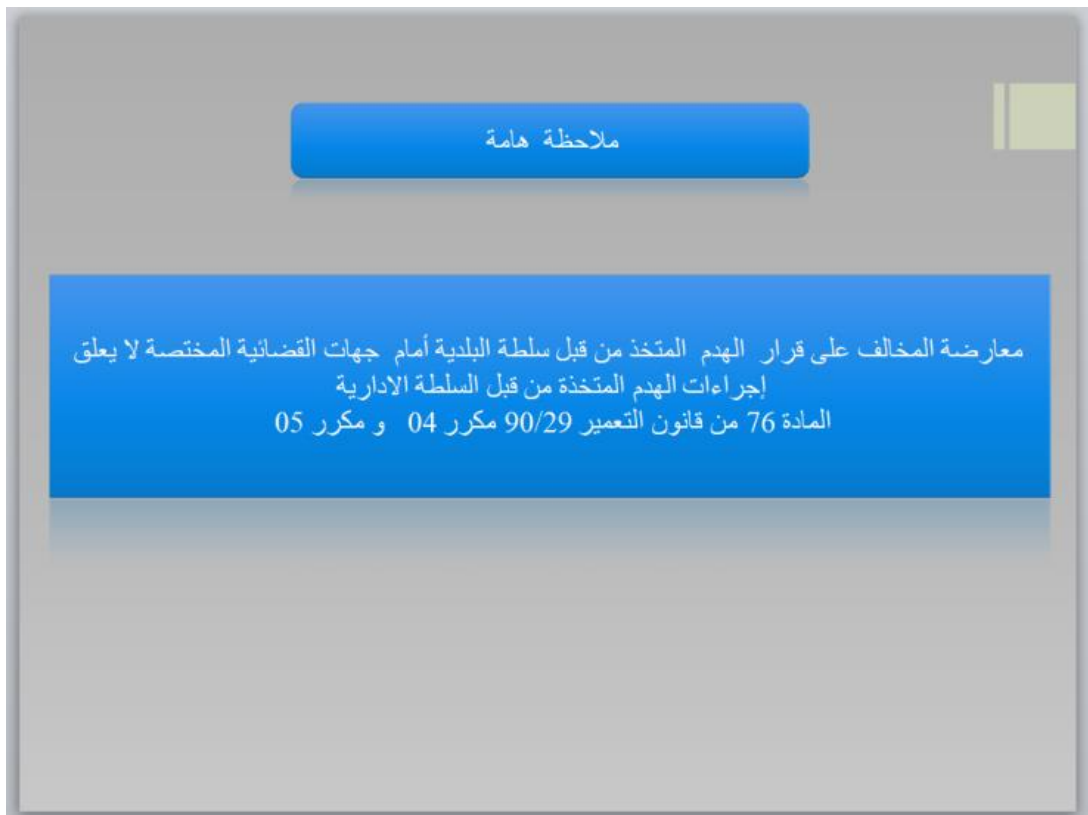 ملاحظة هامة
معارضة المخالف على قرار الهدم المتخذ من قبل سلطة البلدية أمام جهات القضائية المختصة لا يعلق
إجراءات الهدم المتخذة من قبل السلطة الادارية
المادة 76 من قانون التعمير 90/29 مكرر 04 و مكرر 05